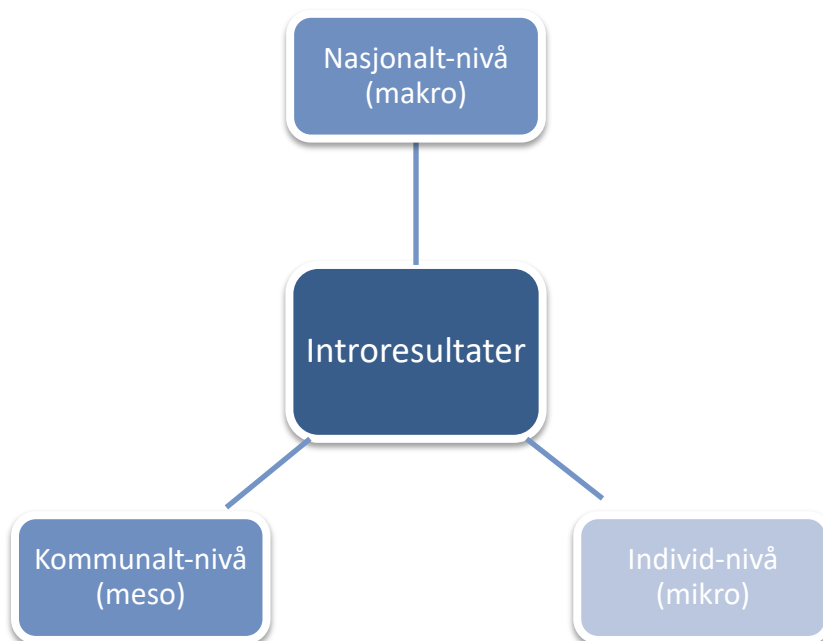 Nasjonalt-nivå
(makro)
Introresultater
Kommunalt-nivå
(meso)
Individ-nivå
(mikro)